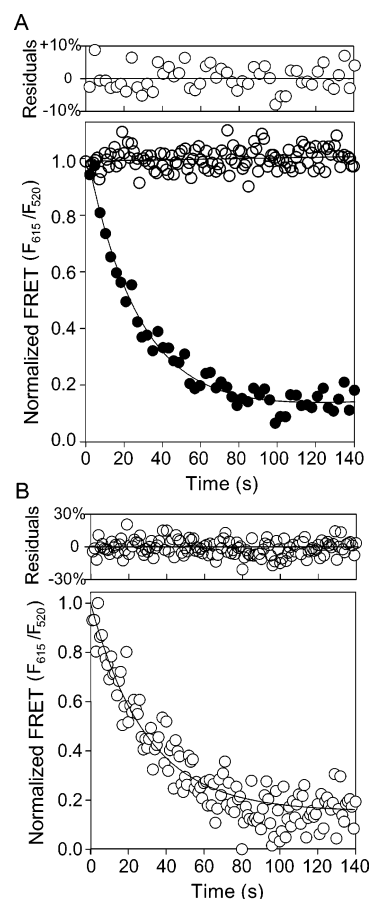 A
Residuals
+10%
0
-10%
Normalized FRET (F615/F520)
1.0
0.8
0.6
0.4
0.2
0.0
0 20 40 60 80 100 120 140
Time (s)
B
Residuals
30%
0
-30%
Normalized FRET (F615/F520)
1.0
0.8
0.6
0.4
0.2
0.0
0 20 40 60 80 100 120 140
Time (s)